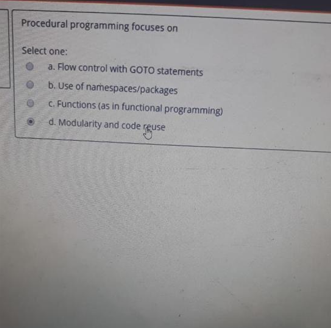 Procedural programming focuses on
Select one:
a. Flow control with GOTO statements
b. Use of namespaces/packages
c. Functions (as in functional programming)
d. Modularity and code reuse